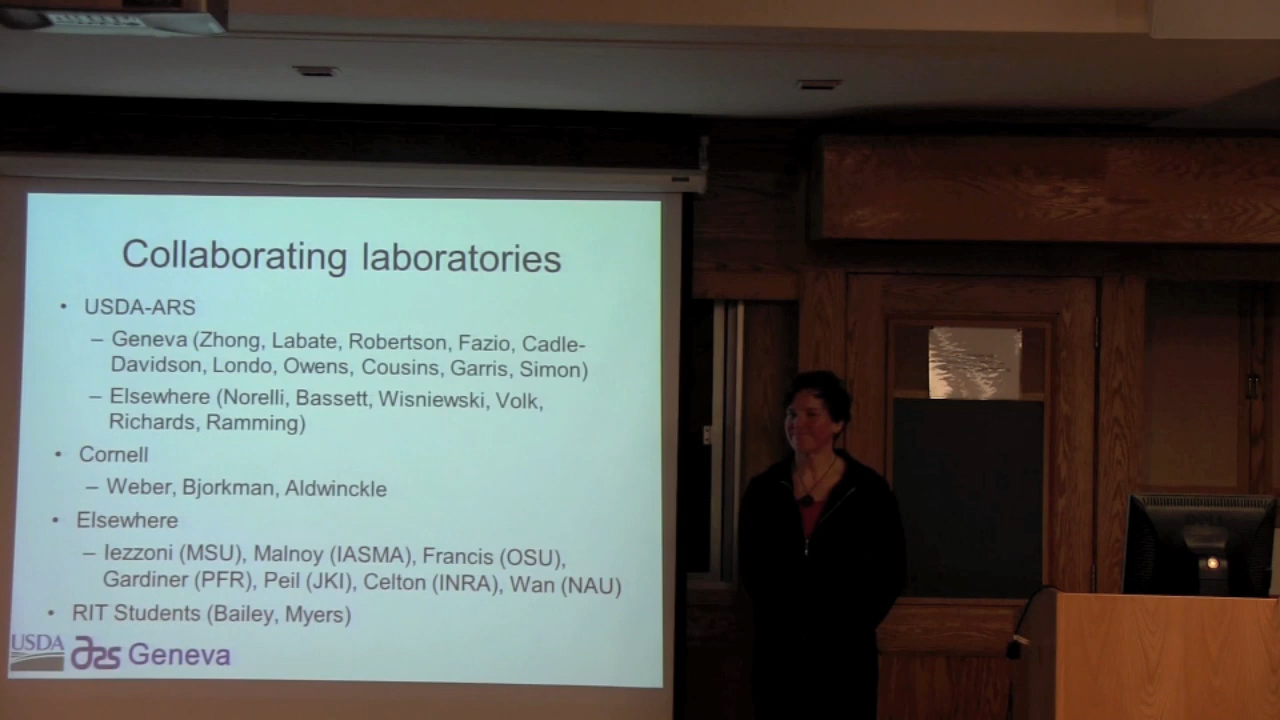 Collaborating laboratories
• USDA-ARS
– Geneva (Zhong, Labate, Robertson, Fazio, Cadle-
Davidson, Londo, Owens, Cousins, Garris, Simon)
– Elsewhere (Norelli, Bassett, Wisniewski, Volk,
Richards, Ramming)
• Cornell
– Weber, Bjorkman, Aldwinckle
• Elsewhere
– Iezzoni (MSU), Malnoy (IASMA), Francis (OSU),
Gardiner (PFR), Peil (JKI), Celton (INRA), Wan (NAU)
• RIT Students (Bailey, Myers)
USDA ars Geneva